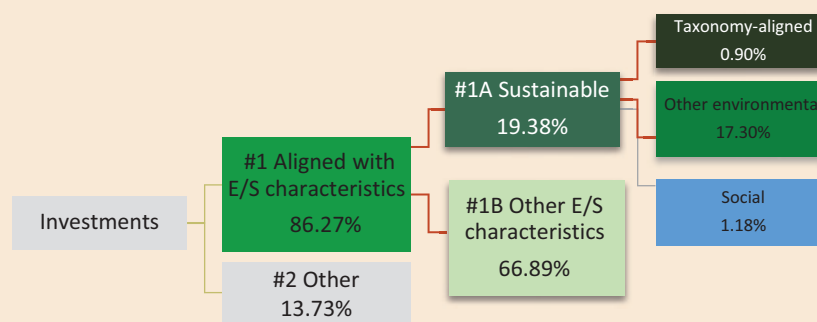 Investments
#1 Aligned with
E/S characteristics
86.27%
#2 Other
13.73%
#1A Sustainable
19.38%
#1B Other E/S
characteristics
66.89%
Taxonomy-aligned
0.90%
Other environmenta
17.30%
Social
1.18%